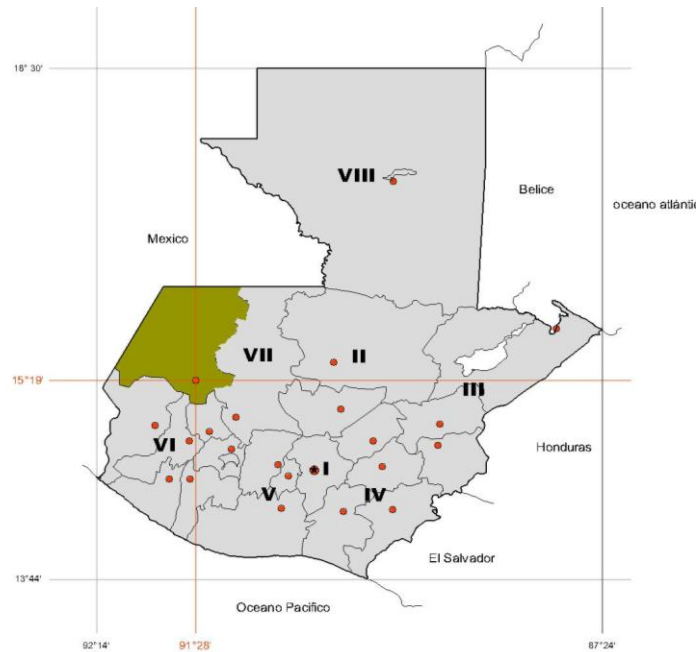 16° 30'
VIII
Belice
oceano atlántic
Mexico
VII
II
15°19'
III
VI
Honduras
I
V
IV
El Salvador
13°44'
Oceano Pacifico
92°14'
91°28'
87°24'